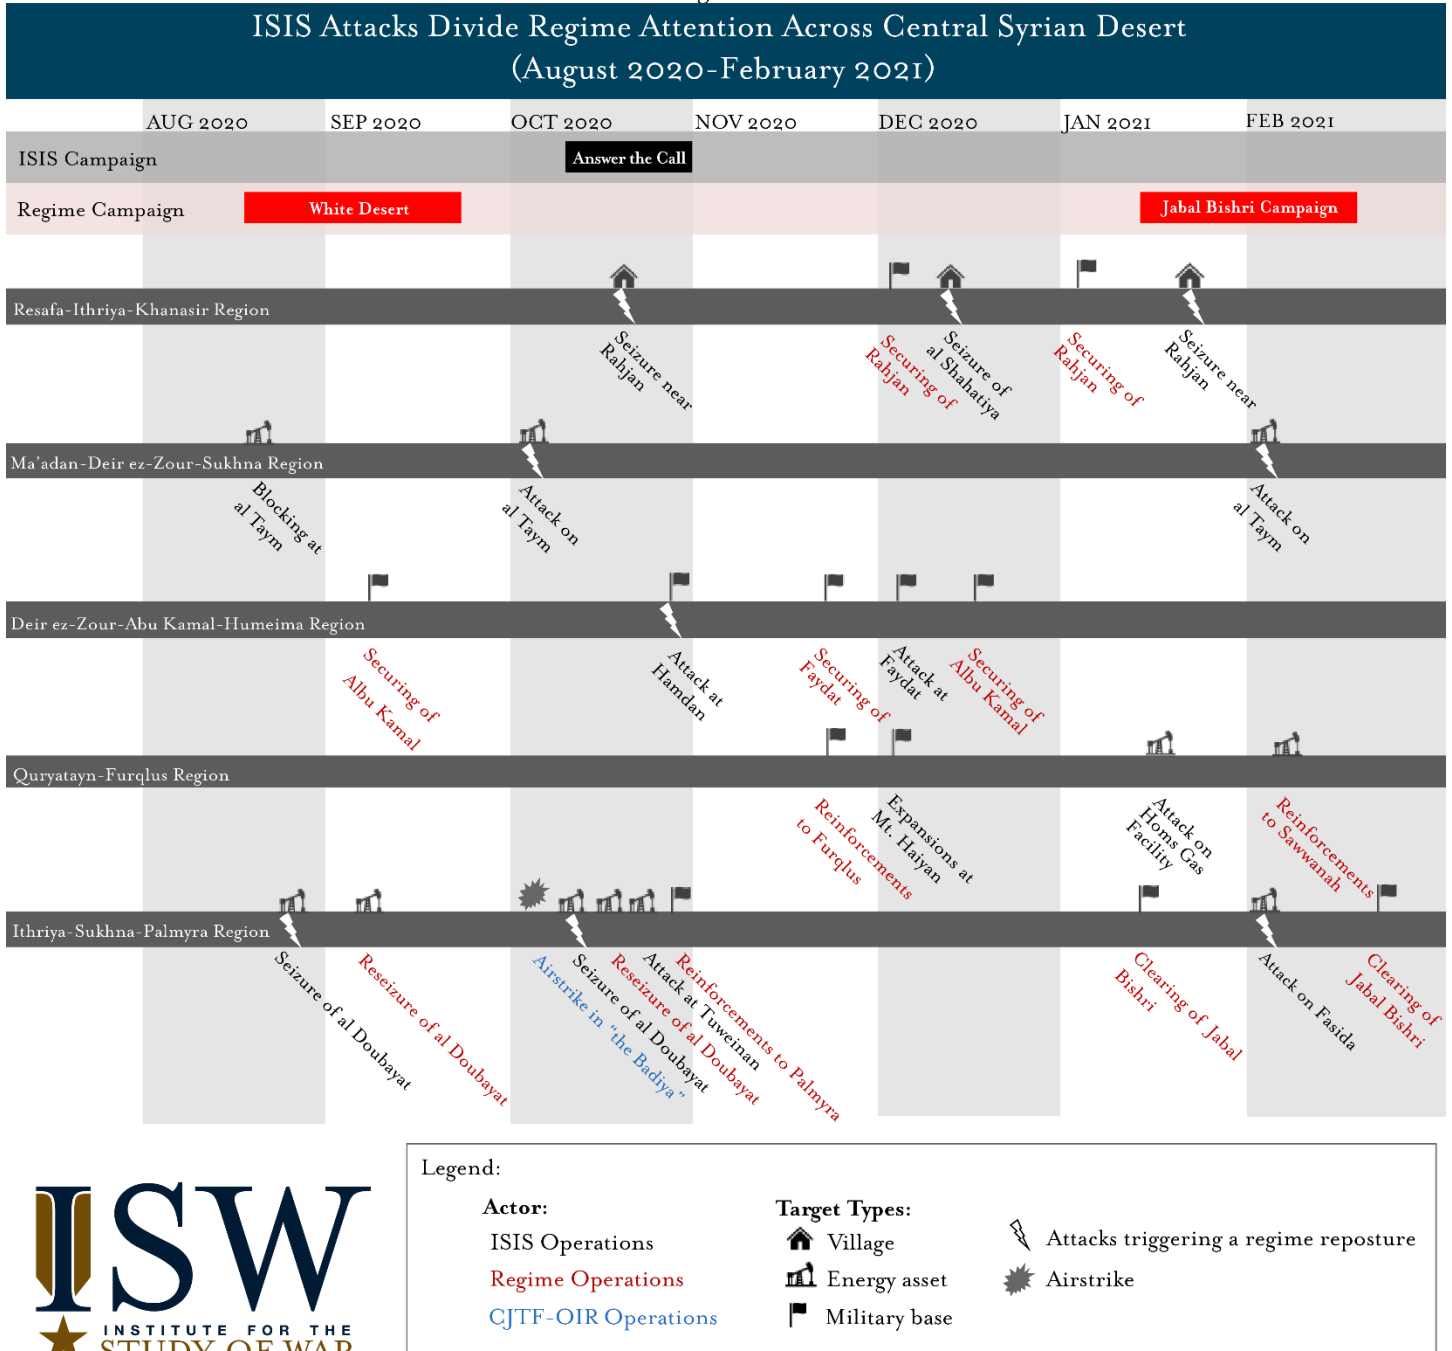 ISIS Attacks Divide Regime Attention Across Central Syrian Desert
(August 2020-February 2021)
AUG 2020
SEP 2020
OCT 2020
NOV 2020
DEC 2020
JAN 2021
FEB 2021
ISIS Campaign
Answer the Call
Regime Campaign
White Desert
Jabal Bishri Campaign
Resafa-Ithriya-Khanasir Region
Seizure near
Rahjan
Securing of
Rahjan
Seizure of
al Shahatiya
Securing of
Rahjan
Seizure near
Rahjan
Ma'adan-Deir ez-Zour-Sukhna Region
Blocking at
al Taym
Attack on
al Taym
Attack on
al Taym
Deir ez-Zour-Abu Kamal-Humeima Region
Securing of
Albu Kamal
Attack at
Hamdan
Securing of
Faydat
Attack at
Faydat
Securing of
Albu Kamal
Quryatayn-Furqlus Region
Reinforcements
to Furqlus
Expansions at
Mt. Haiyan
Attack on
Homs Gas
Facility
Reinforcements
to Sawwanah
Ithriya-Sukhna-Palmyra Region
Seizure of al Doubayat
Reseizure of al Doubayat
Airstrike in "the Badiya"
Seizure of al Doubayat
Reseizure of al Doubayat
Attack at Tuweinan
Reinforcements to Palmyra
Clearing of Jabal
Bishri
Attack on Fasida
Clearing of
Jabal Bishri
Legend:
Actor:
ISIS Operations
Regime Operations
CJTF-OIR Operations
Target Types:
Village
Energy asset
Military base
Attacks triggering a regime reposture
Airstrike
ISW
INSTITUTE FOR THE
STUDY OF WAR